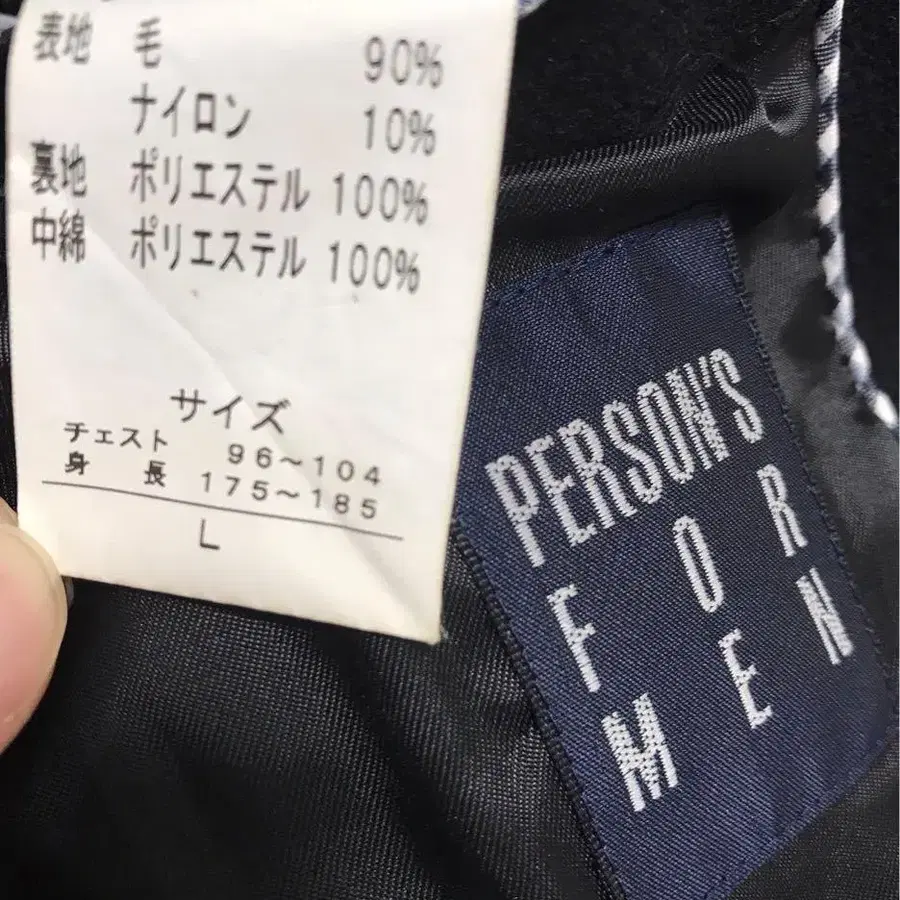 表地 毛 90%
ナイロン 10%
裏地 ポリエステル 100%
中綿 ポリエステル 100%
サイズ
チェスト 96～104
身 長 175～185
L
PERSON'S
FOR
MEN